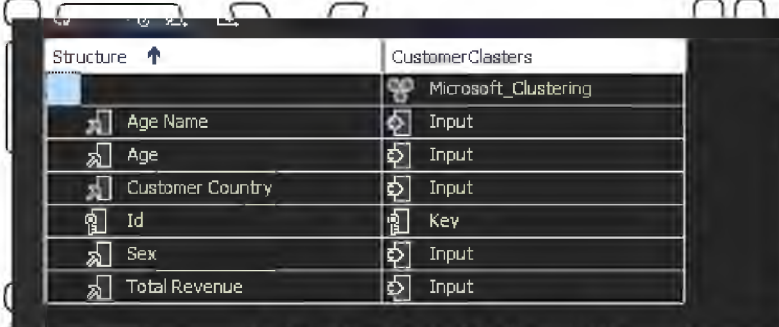 Structure CustomerClasters
Microsoft_Clustering
Age Name Input
Age Input
Customer Country Input
Id Key
Sex Input
Total Revenue Input